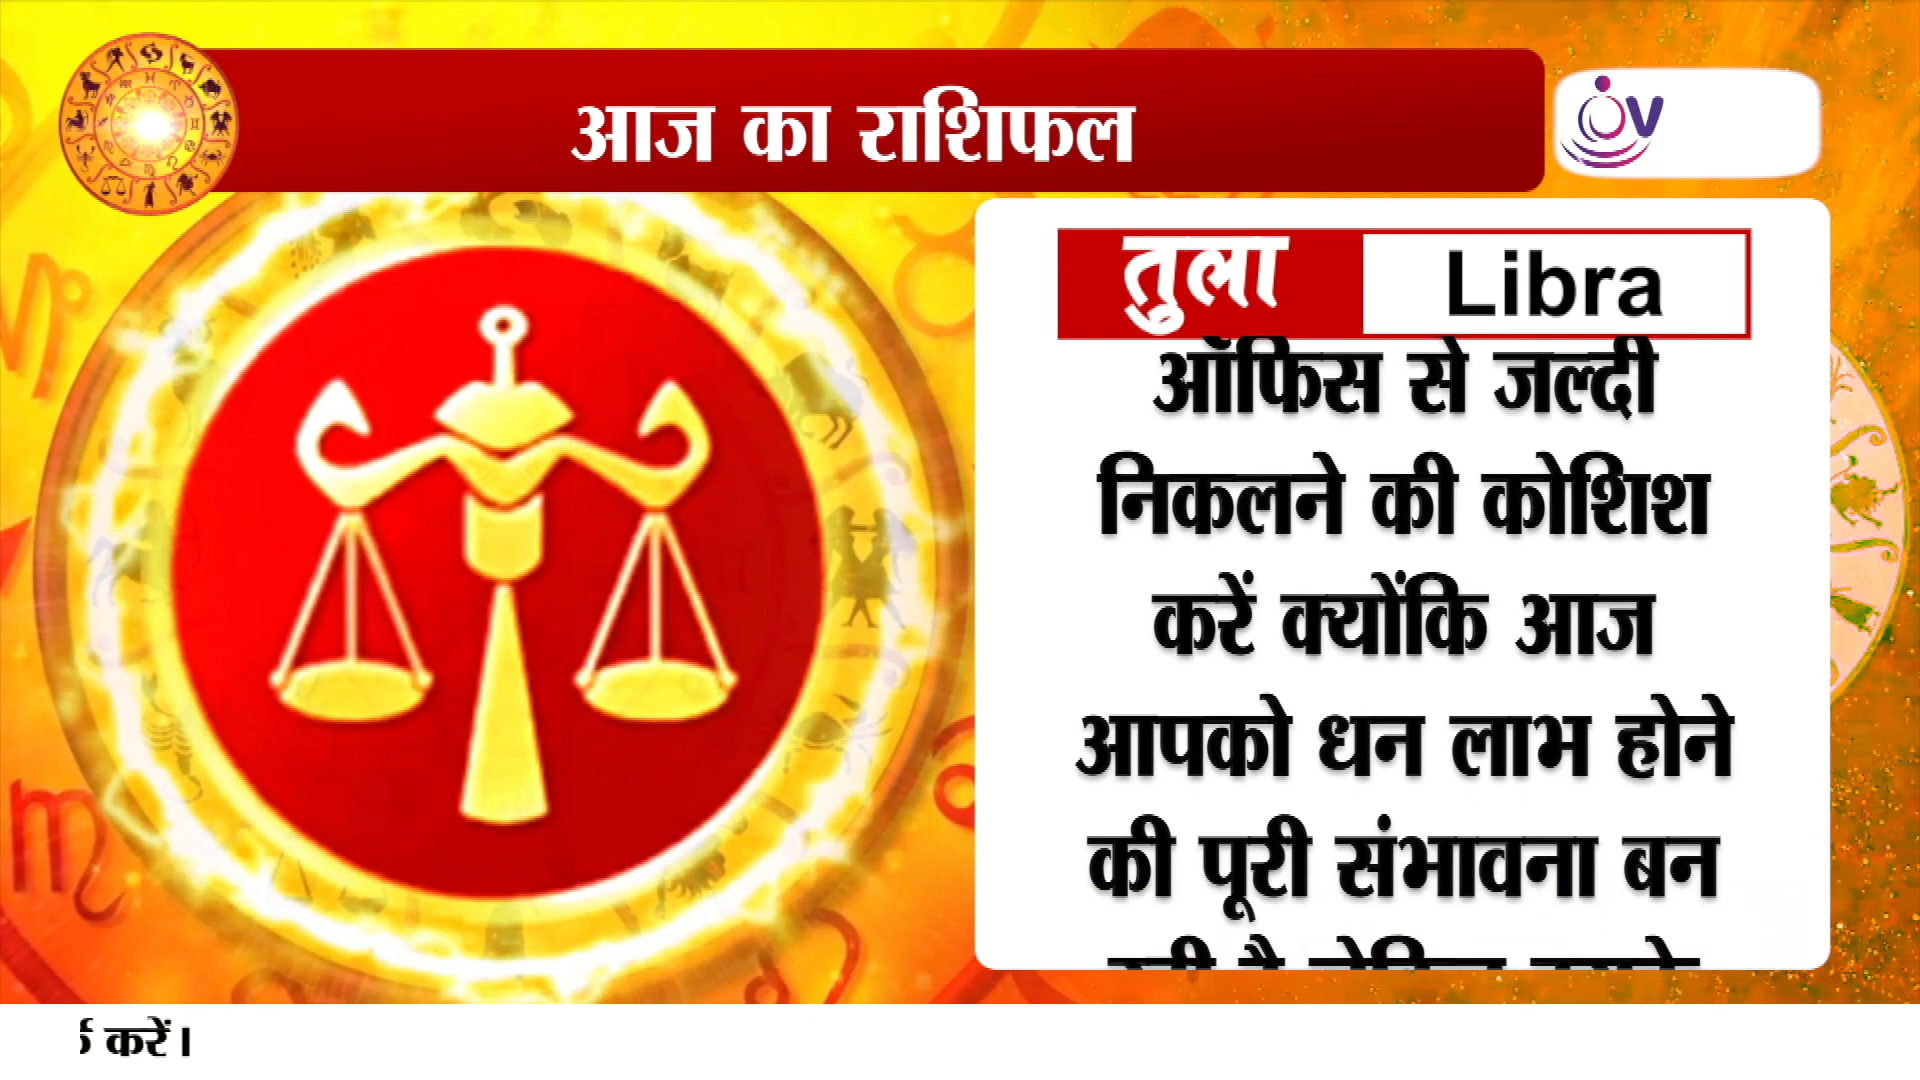 आज का राशिफल
V
तुला
Libra
ऑफिस से जल्दी
निकलने की कोशिश
करें क्योंकि आज
आपको धन लाभ होने
की पूरी संभावना बन
करें।